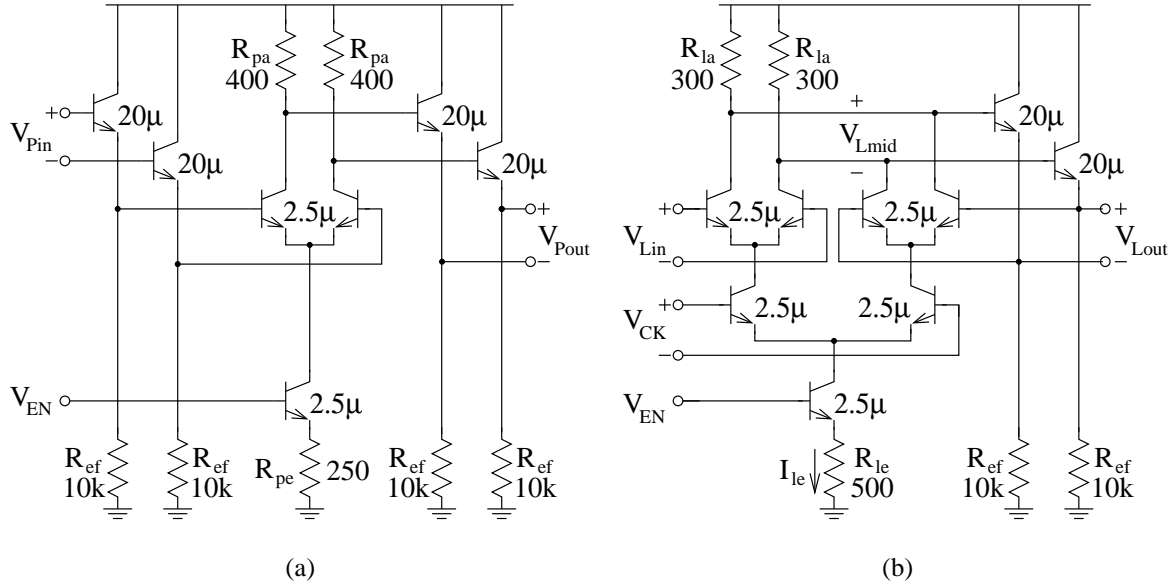 R_pa
400
R_pa
400
20μ
+
V_Pin
−
20μ
20μ
20μ
2.5μ
+
V_Pout
−
V_EN
2.5μ
R_ef
10k
R_ef
10k
R_pe
250
R_ef
10k
R_ef
10k
(a)
R_la
300
R_la
300
+
V_Lmid
−
20μ
20μ
+
V_Lin
−
2.5μ
2.5μ
+
V_Lout
−
+
V_CK
−
2.5μ
2.5μ
V_EN
2.5μ
I_le
R_le
500
R_ef
10k
R_ef
10k
(b)